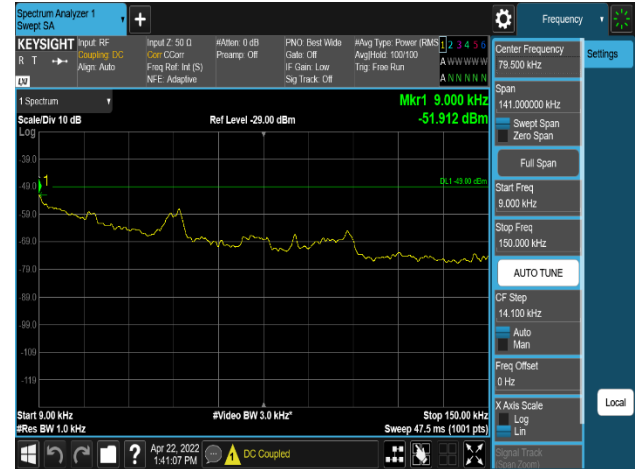 Spectrum Analyzer 1
Swept SA
Frequency
KEYSIGHT
R T
LXI
Input: RF
Coupling: DC
Align: Auto
Input Z: 50 Ω
Corr CCorr
Freq Ref: Int (S)
NFE: Adaptive
#Atten: 0 dB
Preamp: Off
PNO: Best Wide
Gate: Off
IF Gain: Low
Sig Track: Off
#Avg Type: Power (RMS
Avg|Hold: 100/100
Trig: Free Run
1 2 3 4 5 6
A W W W W W
A N N N N N
1 Spectrum
Scale/Div 10 dB
Ref Level -29.00 dBm
Mkr1 9.000 kHz
-51.912 dBm
Log
-39.0
-49.0
-59.0
-69.0
-79.0
-89.0
-99.0
-109
-119
1
DL1 -49.00 dBm
Start 9.00 kHz
#Res BW 1.0 kHz
#Video BW 3.0 kHz*
Stop 150.00 kHz
Sweep 47.5 ms (1001 pts)
Center Frequency
79.500 kHz
Span
141.000000 kHz
Swept Span
Zero Span
Full Span
Start Freq
9.000 kHz
Stop Freq
150.000 kHz
AUTO TUNE
CF Step
14.100 kHz
Auto
Man
Freq Offset
0 Hz
X Axis Scale
Log
Lin
Signal Track
(Span Zoom)
Settings
Local
?
Apr 22, 2022
1:41:07 PM
DC Coupled